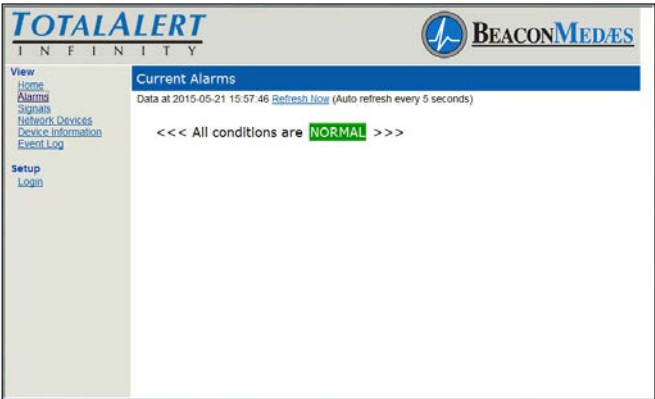 TOTALALERT
INFINITY
BEACONMEDÆS
View
Home
Alarms
Signals
Network Devices
Device Information
Event Log
Setup
Login
Current Alarms
Data at 2015-05-21 15:57:46 Refresh Now (Auto refresh every 5 seconds)
<<< All conditions are NORMAL >>>